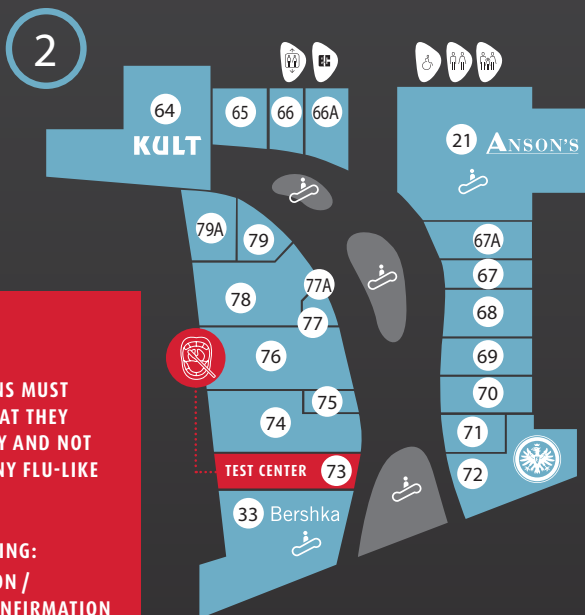 2
64
KULT
65
66
66A
21 ANSON'S
79A
79
67A
67
78
77A
77
68
76
69
75
70
74
71
TEST CENTER 73
72
33 Bershka
NS MUST
AT THEY
Y AND NOT
NY FLU-LIKE
ING:
ON /
NFIRMATION